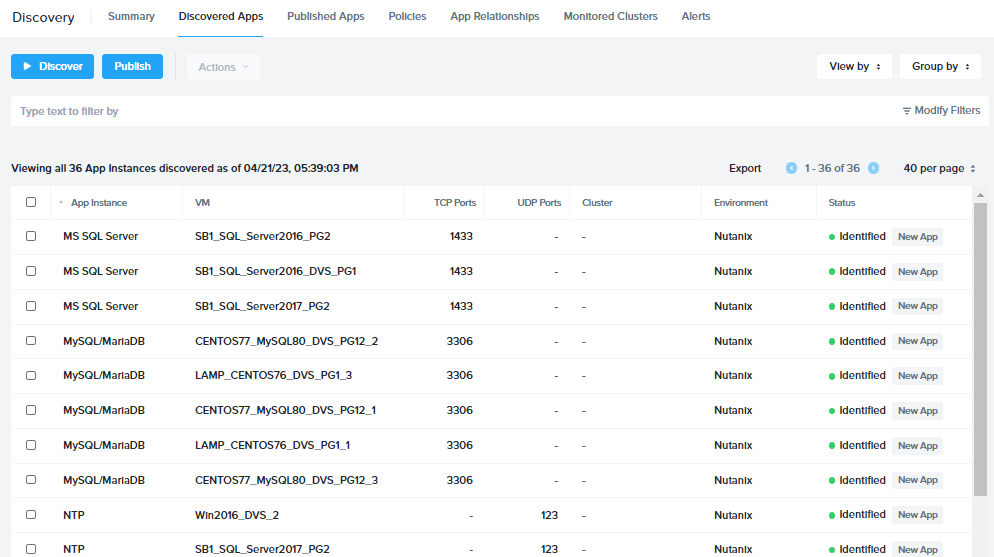 Discovery Summary Discovered Apps Published Apps Policies App Relationships Monitored Clusters Alerts
Discover Publish Actions View by Group by
Type text to filter by Modify Filters
Viewing all 36 App Instances discovered as of 04/21/23, 05:39:03 PM Export 1 - 36 of 36 40 per page
App Instance VM TCP Ports UDP Ports Cluster Environment Status
MS SQL Server SB1_SQL_Server2016_PG2 1433 - - Nutanix Identified New App
MS SQL Server SB1_SQL_Server2016_DVS_PG1 1433 - - Nutanix Identified New App
MS SQL Server SB1_SQL_Server2017_PG2 1433 - - Nutanix Identified New App
MySQL/MariaDB CENTOS77_MySQL80_DVS_PG12_2 3306 - - Nutanix Identified New App
MySQL/MariaDB LAMP_CENTOS76_DVS_PG1_3 3306 - - Nutanix Identified New App
MySQL/MariaDB CENTOS77_MySQL80_DVS_PG12_1 3306 - - Nutanix Identified New App
MySQL/MariaDB LAMP_CENTOS76_DVS_PG1_1 3306 - - Nutanix Identified New App
MySQL/MariaDB CENTOS77_MySQL80_DVS_PG12_3 3306 - - Nutanix Identified New App
NTP Win2016_DVS_2 - 123 - Nutanix Identified New App
NTP SB1_SQL_Server2017_PG2 - 123 - Nutanix Identified New App